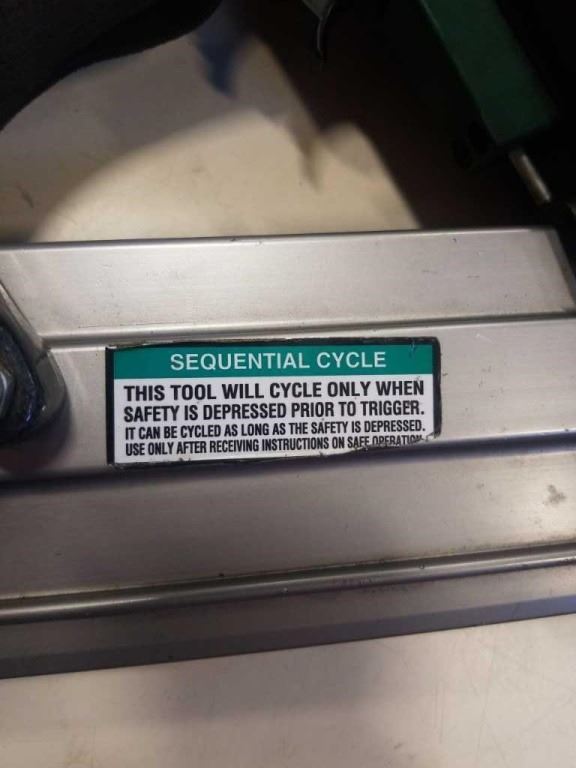 SEQUENTIAL CYCLE
THIS TOOL WILL CYCLE ONLY WHEN
SAFETY IS DEPRESSED PRIOR TO TRIGGER.
IT CAN BE CYCLED AS LONG AS THE SAFETY IS DEPRESSED.
USE ONLY AFTER RECEIVING INSTRUCTIONS ON SAFE OPERATION.